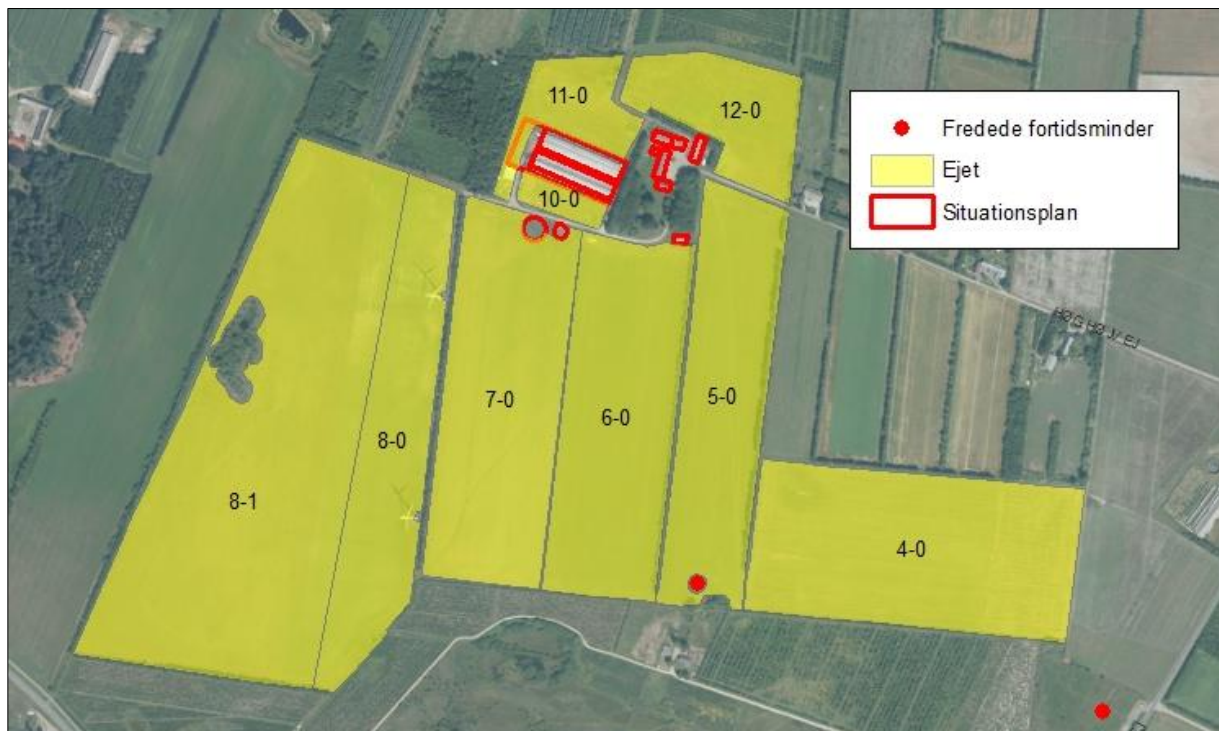 11-0
12-0
Fredede fortidsminder
Ejet
Situationsplan
10-0
HØGHØJVEJ
7-0
6-0
5-0
8-0
8-1
4-0